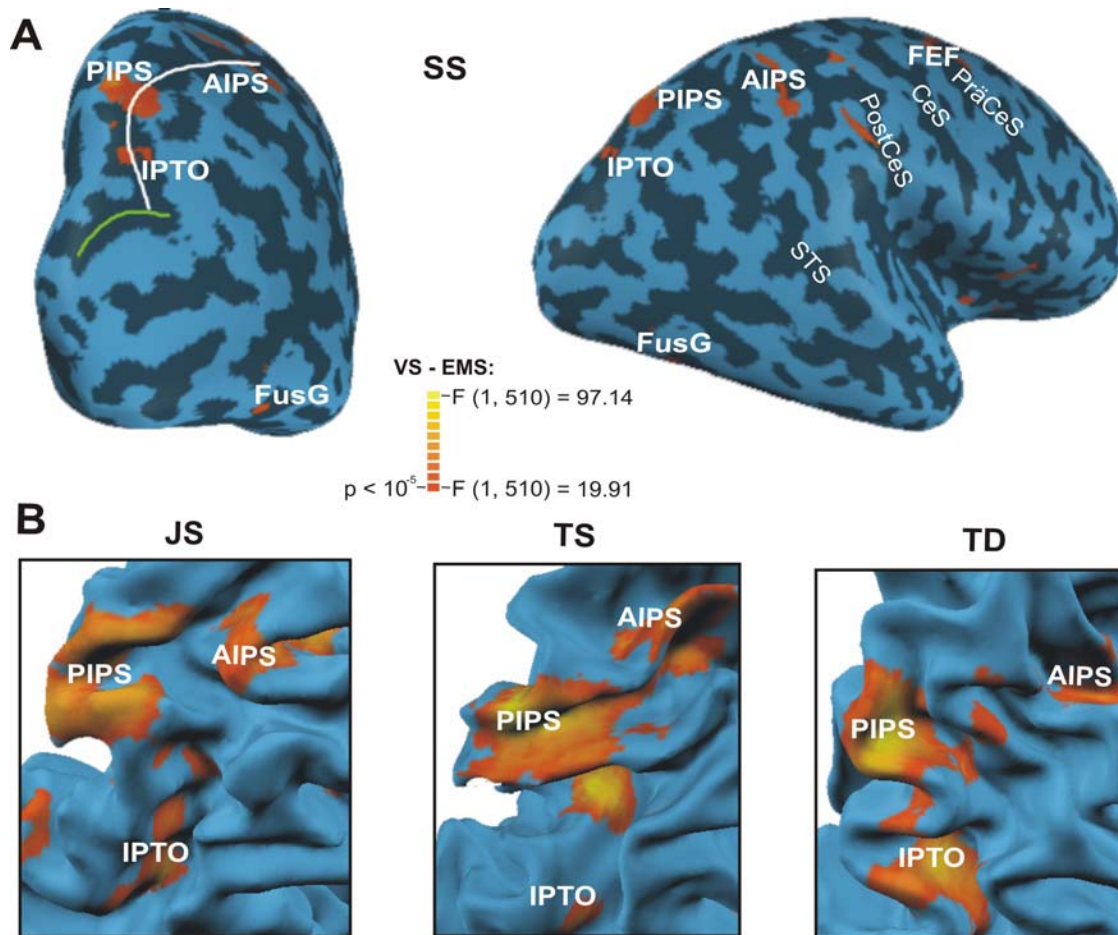 A
SS
PIPS
AIPS
IPTO
FusG
PIPS
AIPS
FEF
PräCeS
CeS
PostCeS
IPTO
STS
FusG
VS - EMS:
F (1, 510) = 97.14
p < 10⁻⁵ F (1, 510) = 19.91
B
JS
TS
TD
PIPS
AIPS
IPTO
AIPS
PIPS
IPTO
AIPS
PIPS
IPTO